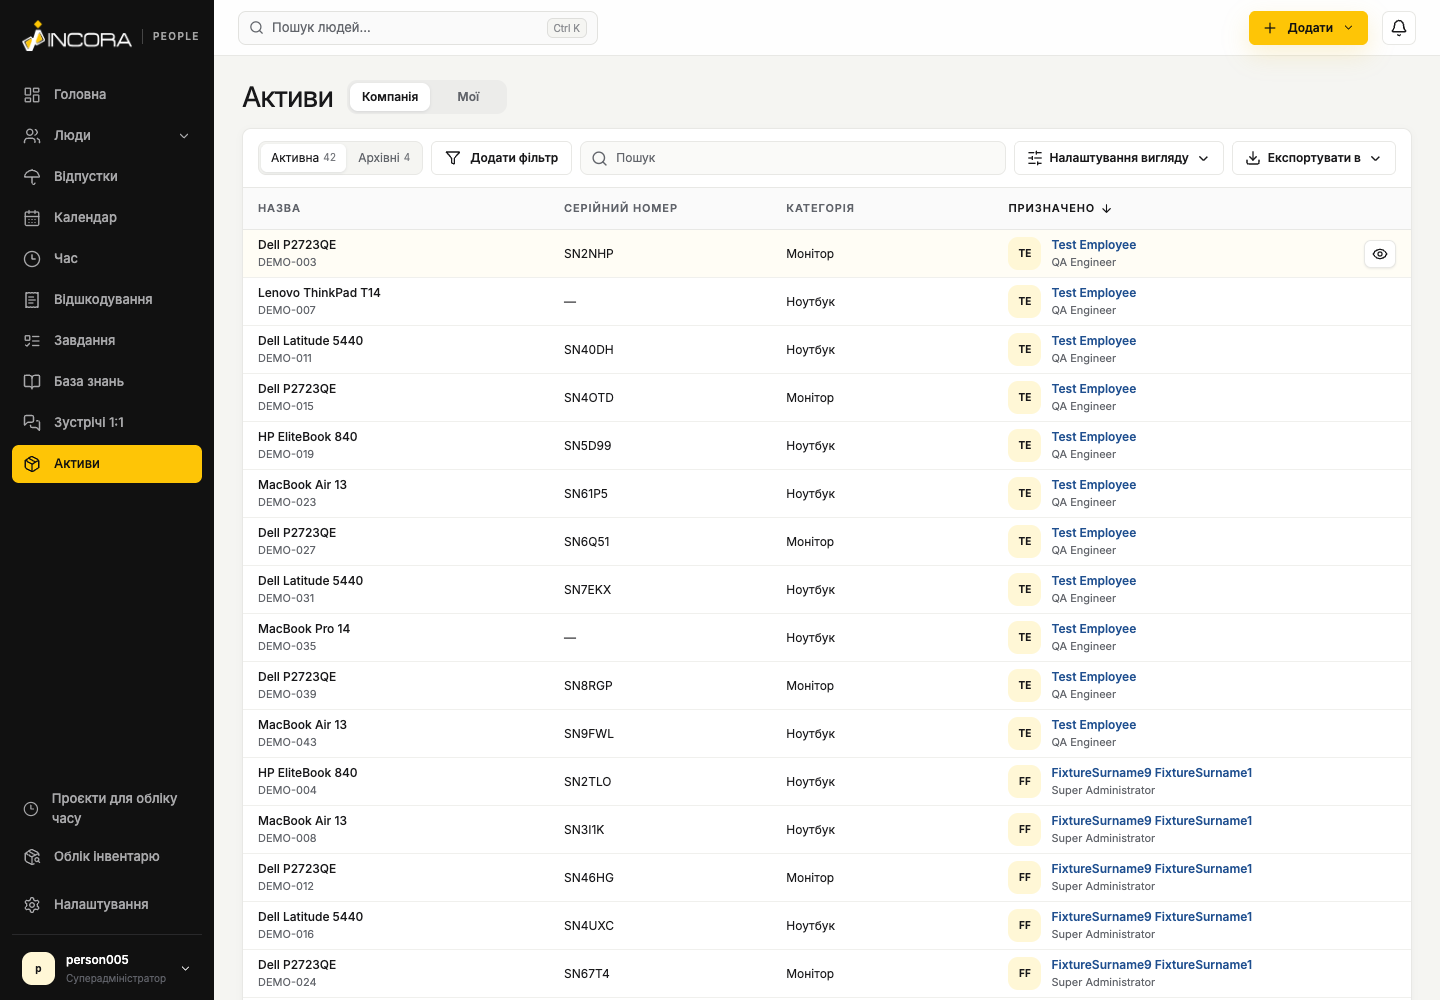 INCORA PEOPLE
Пошук людей...
Ctrl K
Додати
Головна
Люди
Відпустки
Календар
Час
Відшкодування
Завдання
База знань
Зустрічі 1:1
Активи
Проєкти для обліку
часу
Облік інвентарю
Налаштування
p
person005
Суперадміністратор
Активи
Компанія
Мої
Активна 42
Архівні 4
Додати фільтр
Пошук
Налаштування вигляду
Експортувати в
НАЗВА СЕРІЙНИЙ НОМЕР КАТЕГОРІЯ ПРИЗНАЧЕНО
Dell P2723QE SN2NHP Монітор TE Test Employee
DEMO-003 QA Engineer
Lenovo ThinkPad T14 — Ноутбук TE Test Employee
DEMO-007 QA Engineer
Dell Latitude 5440 SN40DH Ноутбук TE Test Employee
DEMO-011 QA Engineer
Dell P2723QE SN4OTD Монітор TE Test Employee
DEMO-015 QA Engineer
HP EliteBook 840 SN5D99 Ноутбук TE Test Employee
DEMO-019 QA Engineer
MacBook Air 13 SN61P5 Ноутбук TE Test Employee
DEMO-023 QA Engineer
Dell P2723QE SN6Q51 Монітор TE Test Employee
DEMO-027 QA Engineer
Dell Latitude 5440 SN7EKX Ноутбук TE Test Employee
DEMO-031 QA Engineer
MacBook Pro 14 — Ноутбук TE Test Employee
DEMO-035 QA Engineer
Dell P2723QE SN8RGP Монітор TE Test Employee
DEMO-039 QA Engineer
MacBook Air 13 SN9FWL Ноутбук TE Test Employee
DEMO-043 QA Engineer
HP EliteBook 840 SN2TLO Ноутбук FF FixtureSurname9 FixtureSurname1
DEMO-004 Super Administrator
MacBook Air 13 SN3I1K Ноутбук FF FixtureSurname9 FixtureSurname1
DEMO-008 Super Administrator
Dell P2723QE SN46HG Монітор FF FixtureSurname9 FixtureSurname1
DEMO-012 Super Administrator
Dell Latitude 5440 SN4UXC Ноутбук FF FixtureSurname9 FixtureSurname1
DEMO-016 Super Administrator
Dell P2723QE SN67T4 Монітор FF FixtureSurname9 FixtureSurname1
DEMO-024 Super Administrator